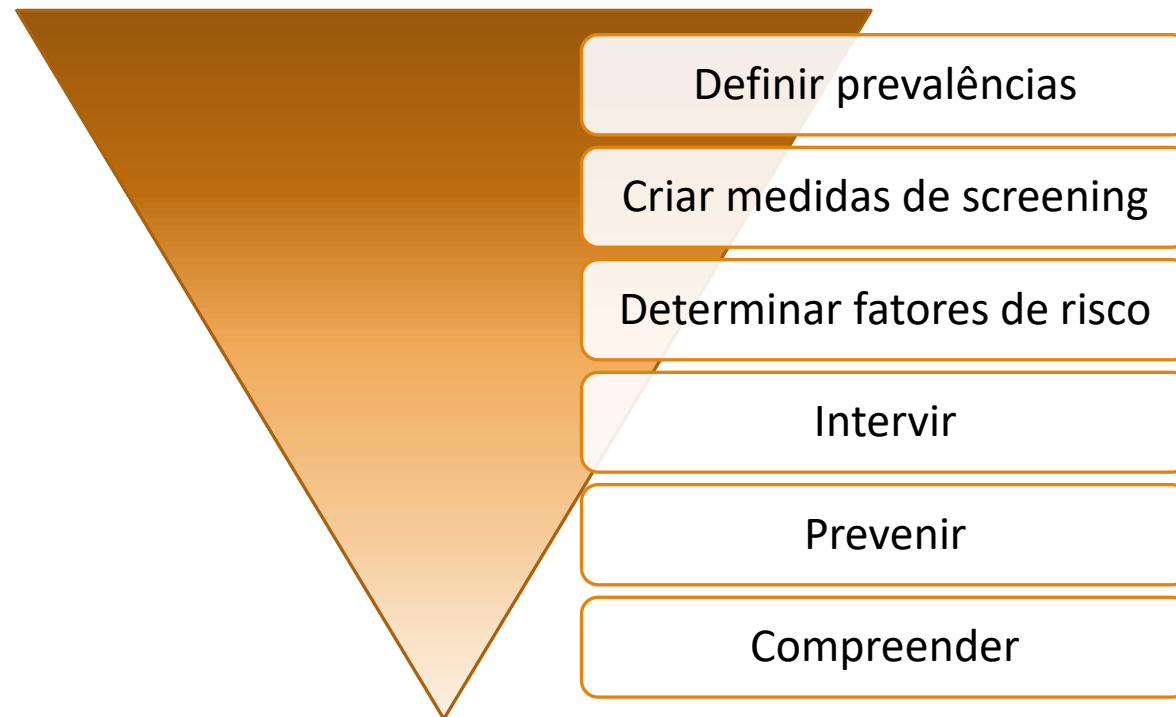 Definir prevalências
Criar medidas de screening
Determinar fatores de risco
Intervir
Prevenir
Compreender